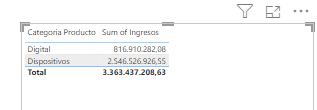 Categoria Producto Sum of Ingresos
Digital 816.910.282,08
Dispositivos 2.546.526.926,55
Total 3.363.437.208,63